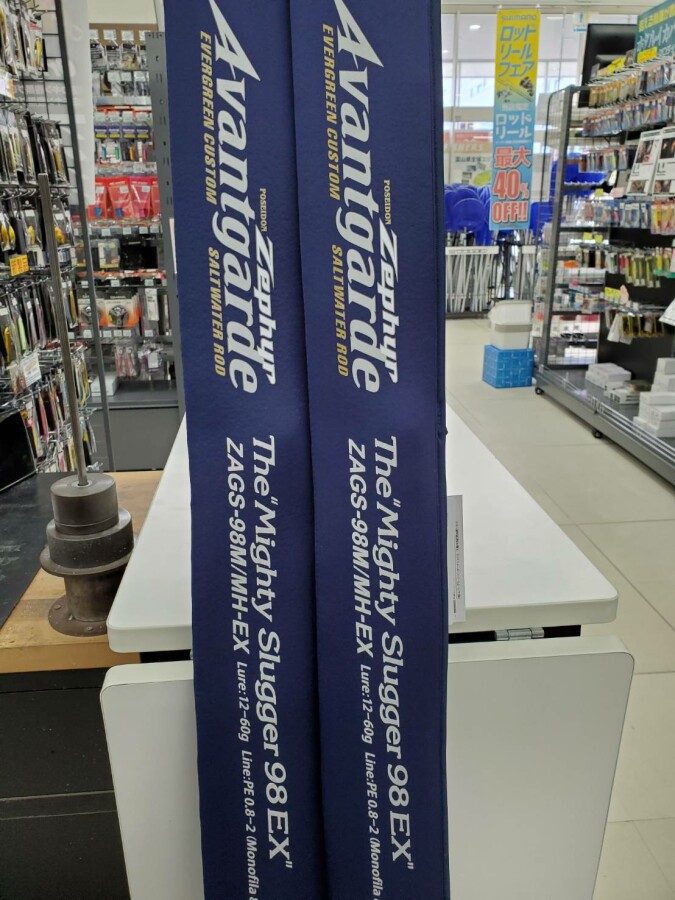 Avantgarde
EVERGREEN CUSTOM
POSEIDON
Zephyr
SALTWATER ROD
The "Mighty Slugger 98 EX"
ZAGS-98M/MH-EX Lure:12-60g Line:PE 0.8-2 (Monofila
Avantgarde
EVERGREEN CUSTOM
POSEIDON
Zephyr
SALTWATER ROD
The "Mighty Slugger 98 EX"
ZAGS-98M/MH-EX Lure:12-60g Line:PE 0.8-2 (Monofila
SHIMANO
ロッド
リール
フェア
ロッド
リール
最大
40%
OFF!!